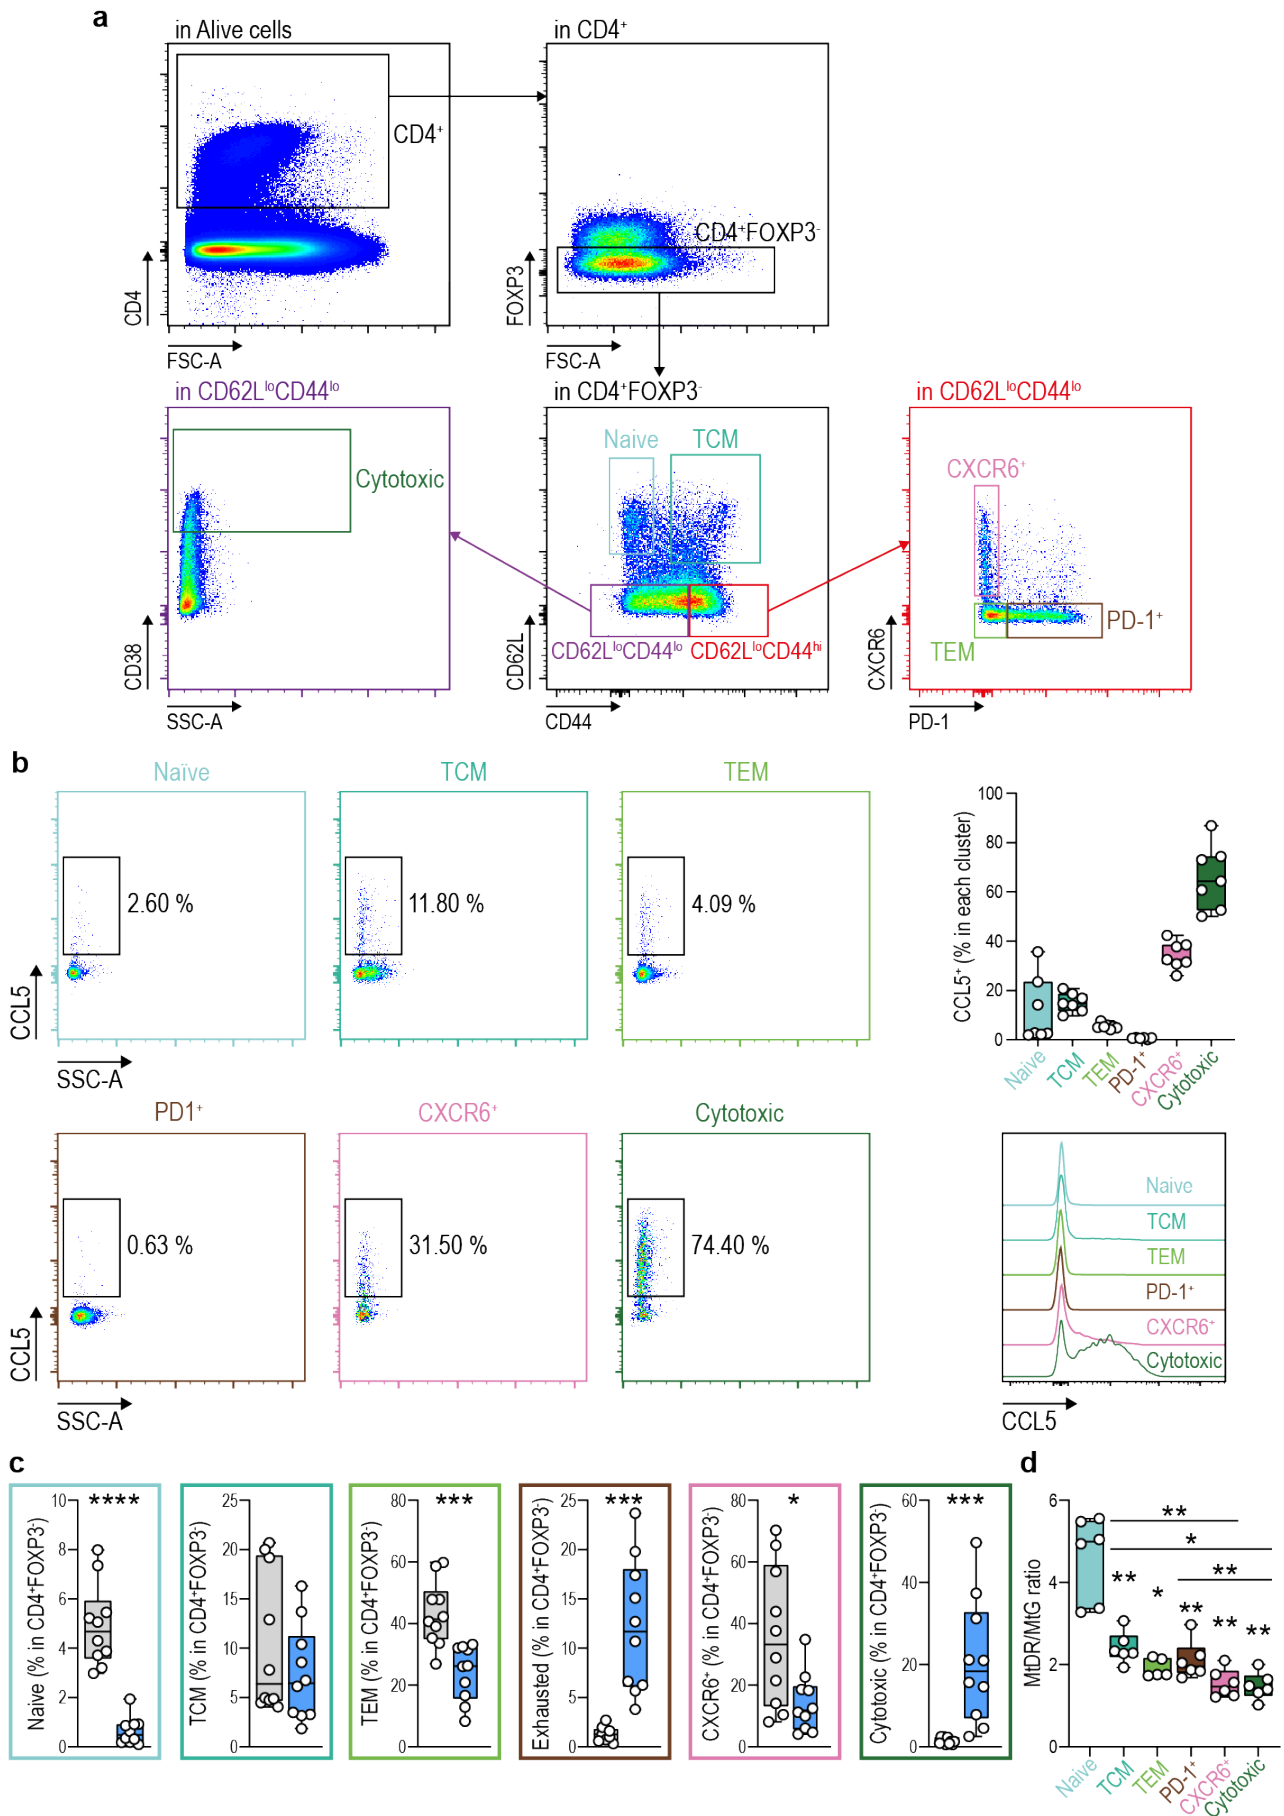 a
in Alive cells
CD4⁺
CD4
FSC-A
in CD4⁺
CD4⁺FOXP3⁻
FOXP3
FSC-A
in CD62LˡᵒCD44ˡᵒ
Cytotoxic
CD38
SSC-A
in CD4⁺FOXP3⁻
Naive
TCM
CD62LˡᵒCD44ˡᵒ
CD62LˡᵒCD44ʰⁱ
CD62L
CD44
in CD62LˡᵒCD44ˡᵒ
CXCR6⁺
TEM
PD-1⁺
CXCR6
PD-1
b
Naïve
2.60 %
CCL5
SSC-A
TCM
11.80 %
TEM
4.09 %
PD1⁺
0.63 %
CCL5
SSC-A
CXCR6⁺
31.50 %
Cytotoxic
74.40 %
CCL5⁺ (% in each cluster)
100
80
60
40
20
0
Naive
TCM
TEM
PD-1⁺
CXCR6⁺
Cytotoxic
Naive
TCM
TEM
PD-1⁺
CXCR6⁺
Cytotoxic
CCL5
c
Naive (% in CD4⁺FOXP3⁻)
10
8
6
4
2
0
****
TCM (% in CD4⁺FOXP3⁻)
25
20
15
10
5
0
TEM (% in CD4⁺FOXP3⁻)
80
60
40
20
0
***
Exhausted (% in CD4⁺FOXP3⁻)
25
20
15
10
5
0
***
CXCR6⁺ (% in CD4⁺FOXP3⁻)
80
60
40
20
0
*
Cytotoxic (% in CD4⁺FOXP3⁻)
60
40
20
0
***
d
MtDR/MtG ratio
6
4
2
0
**
*
**
**
*
**
**
**
Naive
TCM
TEM
PD-1⁺
CXCR6⁺
Cytotoxic